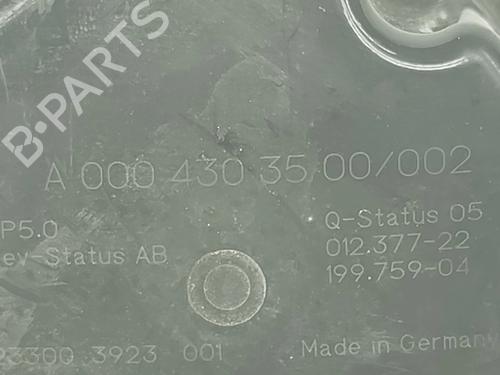 B-PARTS
A 000 430 35 00/002
P5.0
ev-Status AB
Q-Status 05
012.377-22
199.759-04
3300 3923 001
Made in Germany